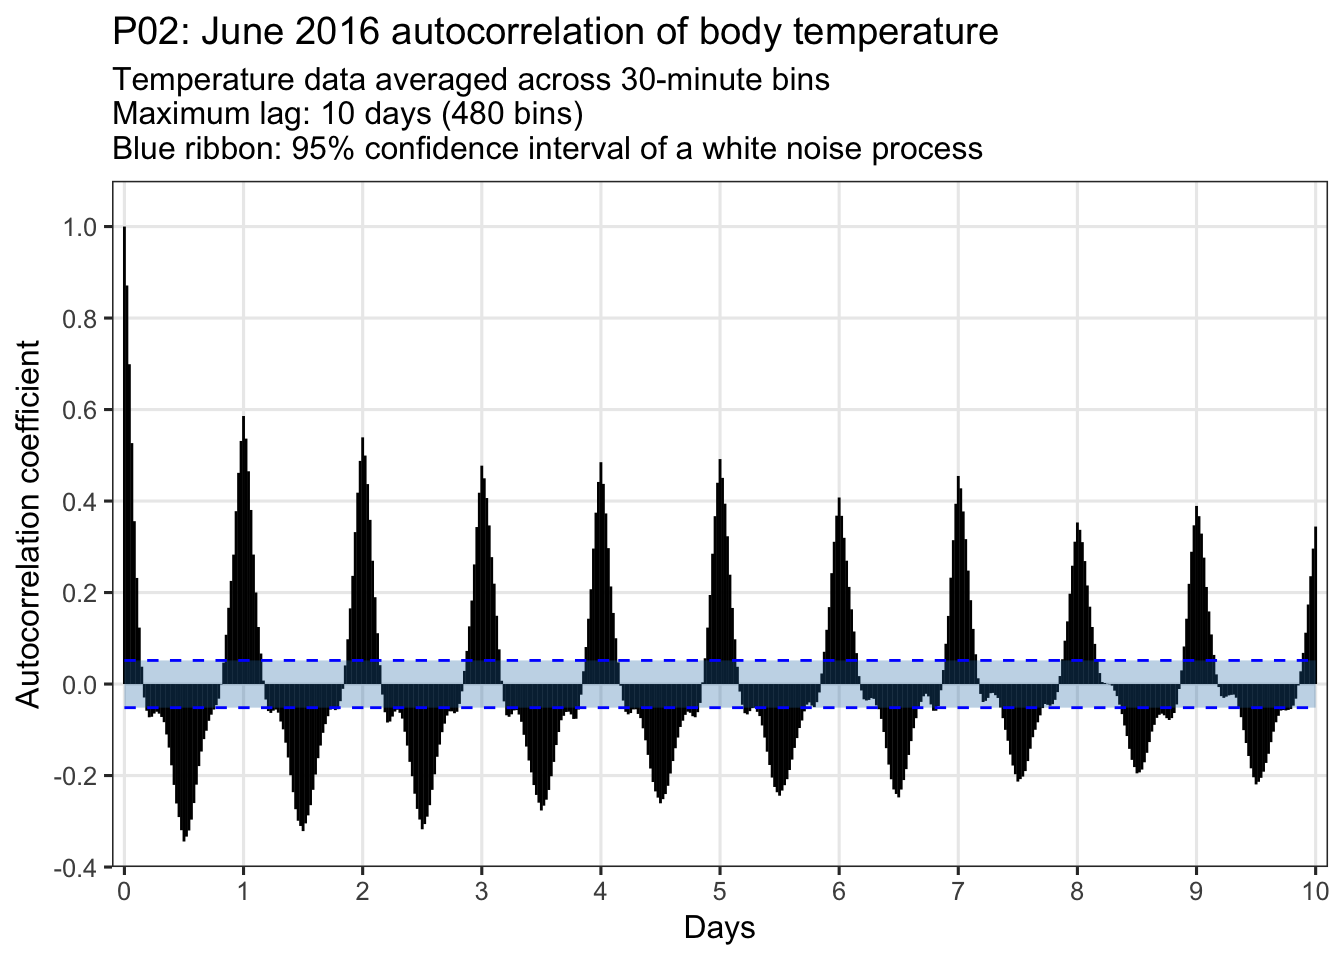 P02: June 2016 autocorrelation of body temperature
Temperature data averaged across 30-minute bins
Maximum lag: 10 days (480 bins)
Blue ribbon: 95% confidence interval of a white noise process
Autocorrelation coefficient
1.0
0.8
0.6
0.4
0.2
0.0
-0.2
-0.4
0 1 2 3 4 5 6 7 8 9 10
Days